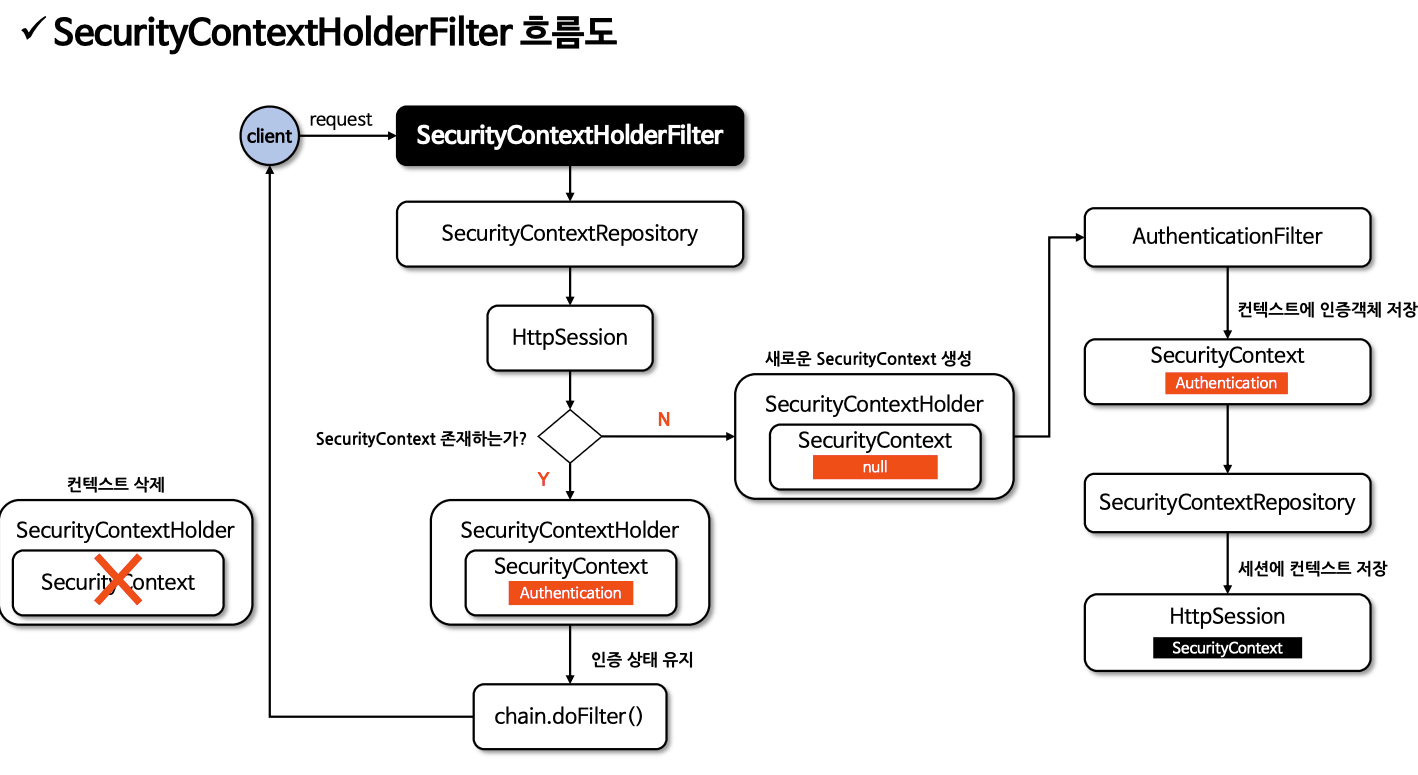 ✓ SecurityContextHolderFilter 흐름도
client
request
SecurityContextHolderFilter
SecurityContextRepository
HttpSession
SecurityContext 존재하는가?
N
Y
새로운 SecurityContext 생성
SecurityContextHolder
SecurityContext
null
SecurityContextHolder
SecurityContext
Authentication
인증 상태 유지
chain.doFilter()
컨텍스트 삭제
SecurityContextHolder
SecurityContext
AuthenticationFilter
컨텍스트에 인증객체 저장
SecurityContext
Authentication
SecurityContextRepository
세션에 컨텍스트 저장
HttpSession
SecurityContext